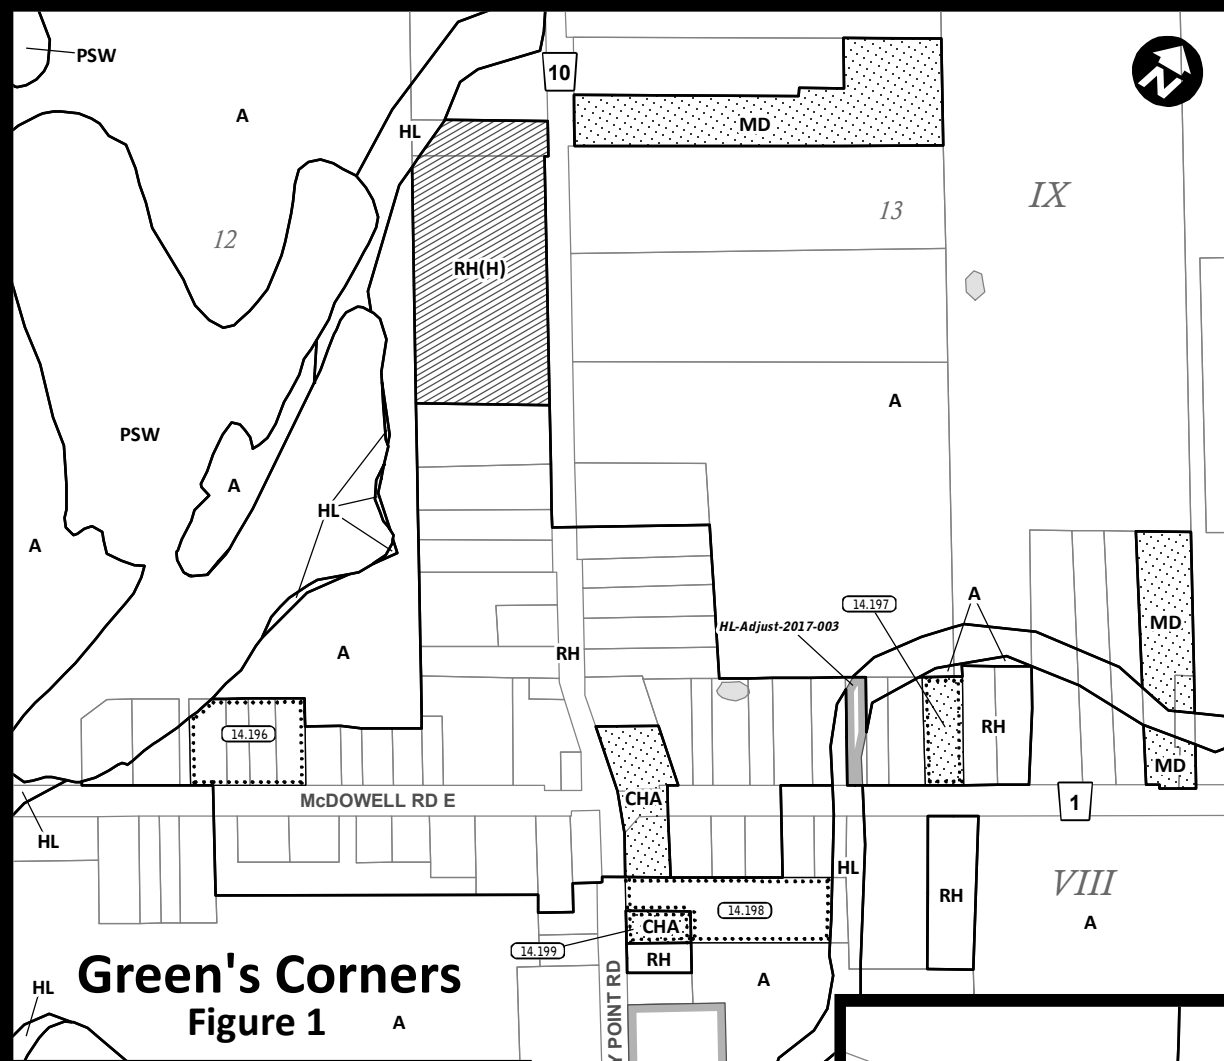 PSW
10
N
A
HL
MD
IX
13
12
RH(H)
A
PSW
A
HL
A
A
14.197
HL-Adjust-2017-003
MD
A
RH
RH
14.196
MD
McDOWELL RD E
CHA
1
HL
HL
VIII
RH
14.198
A
CHA
14.199
RH
A
HL
Green's Corners
Figure 1
A
Y POINT RD